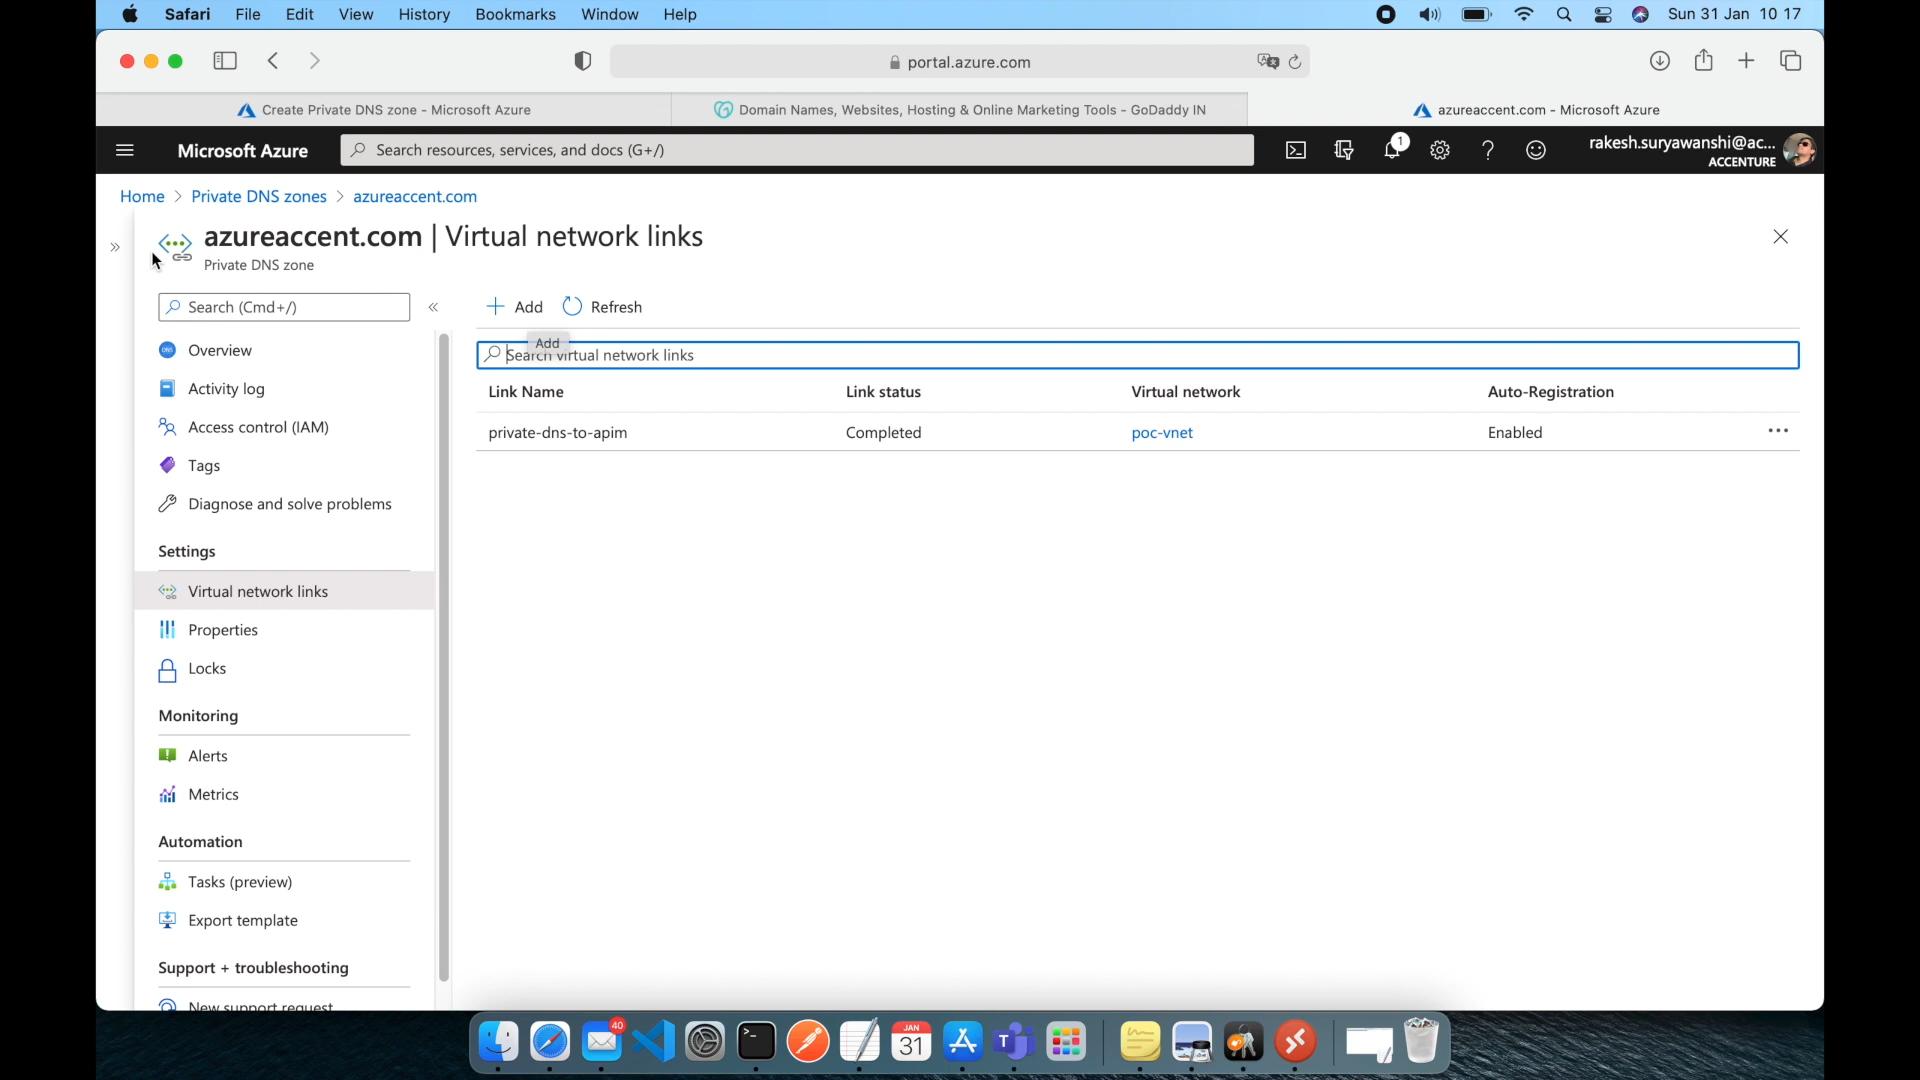 Safari File Edit View History Bookmarks Window Help Sun 31 Jan 10 17
portal.azure.com
Create Private DNS zone - Microsoft Azure Domain Names, Websites, Hosting & Online Marketing Tools - GoDaddy IN azureaccent.com - Microsoft Azure
Microsoft Azure Search resources, services, and docs (G+/) 1 rakesh.suryawanshi@ac...
ACCENTURE
Home > Private DNS zones > azureaccent.com
azureaccent.com | Virtual network links
Private DNS zone
Search (Cmd+/)
Add Refresh
Add
Search virtual network links
Link Name Link status Virtual network Auto-Registration
private-dns-to-apim Completed poc-vnet Enabled
Overview
Activity log
Access control (IAM)
Tags
Diagnose and solve problems
Settings
Virtual network links
Properties
Locks
Monitoring
Alerts
Metrics
Automation
Tasks (preview)
Export template
Support + troubleshooting
New support request
40
JAN
31